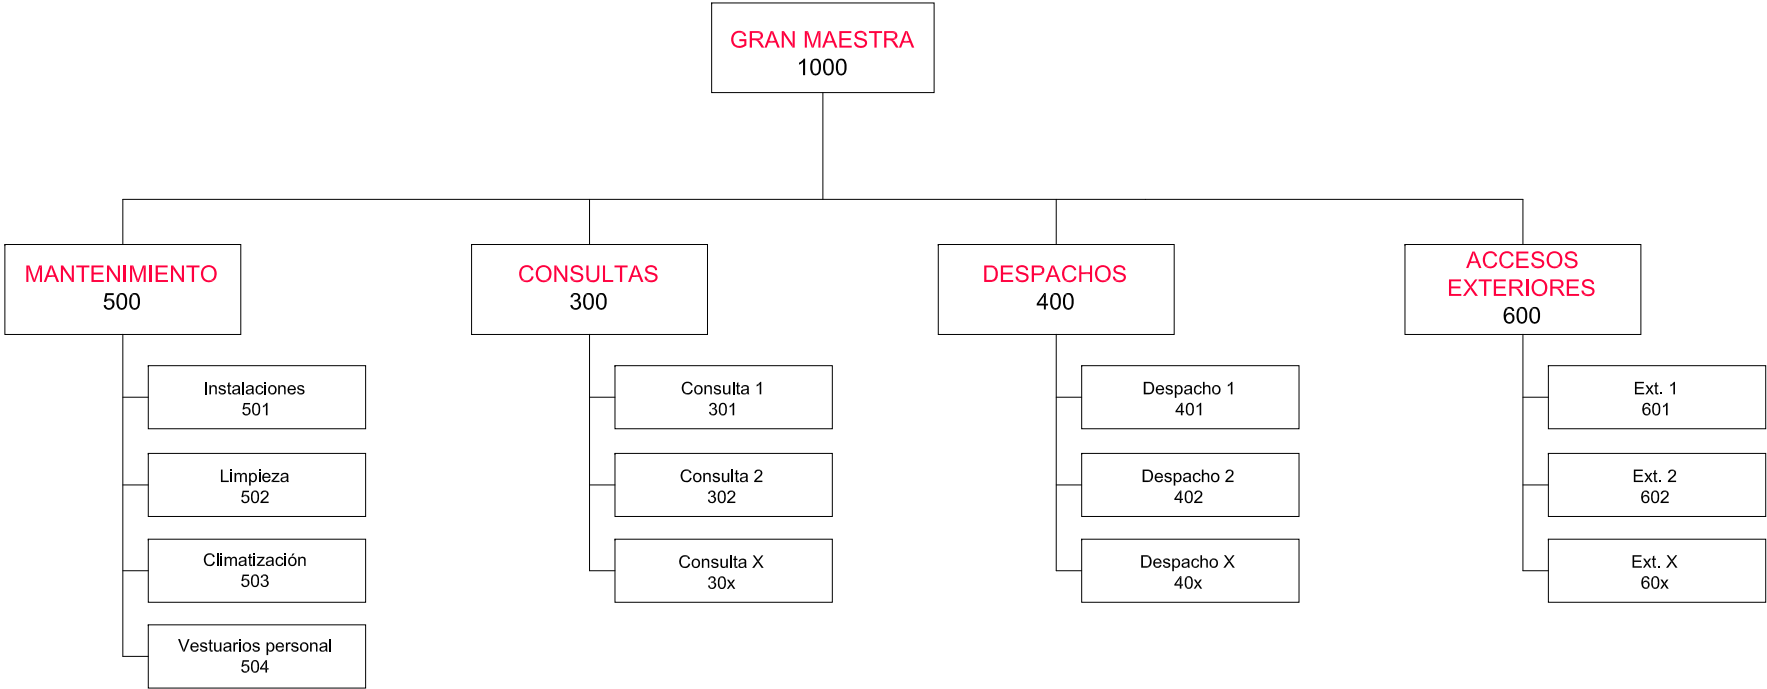 GRAN MAESTRA
1000
MANTENIMIENTO
500
Instalaciones
501
Limpieza
502
Climatización
503
Vestuarios personal
504
CONSULTAS
300
Consulta 1
301
Consulta 2
302
Consulta X
30x
DESPACHOS
400
Despacho 1
401
Despacho 2
402
Despacho X
40x
ACCESOS
EXTERIORES
600
Ext. 1
601
Ext. 2
602
Ext. X
60x